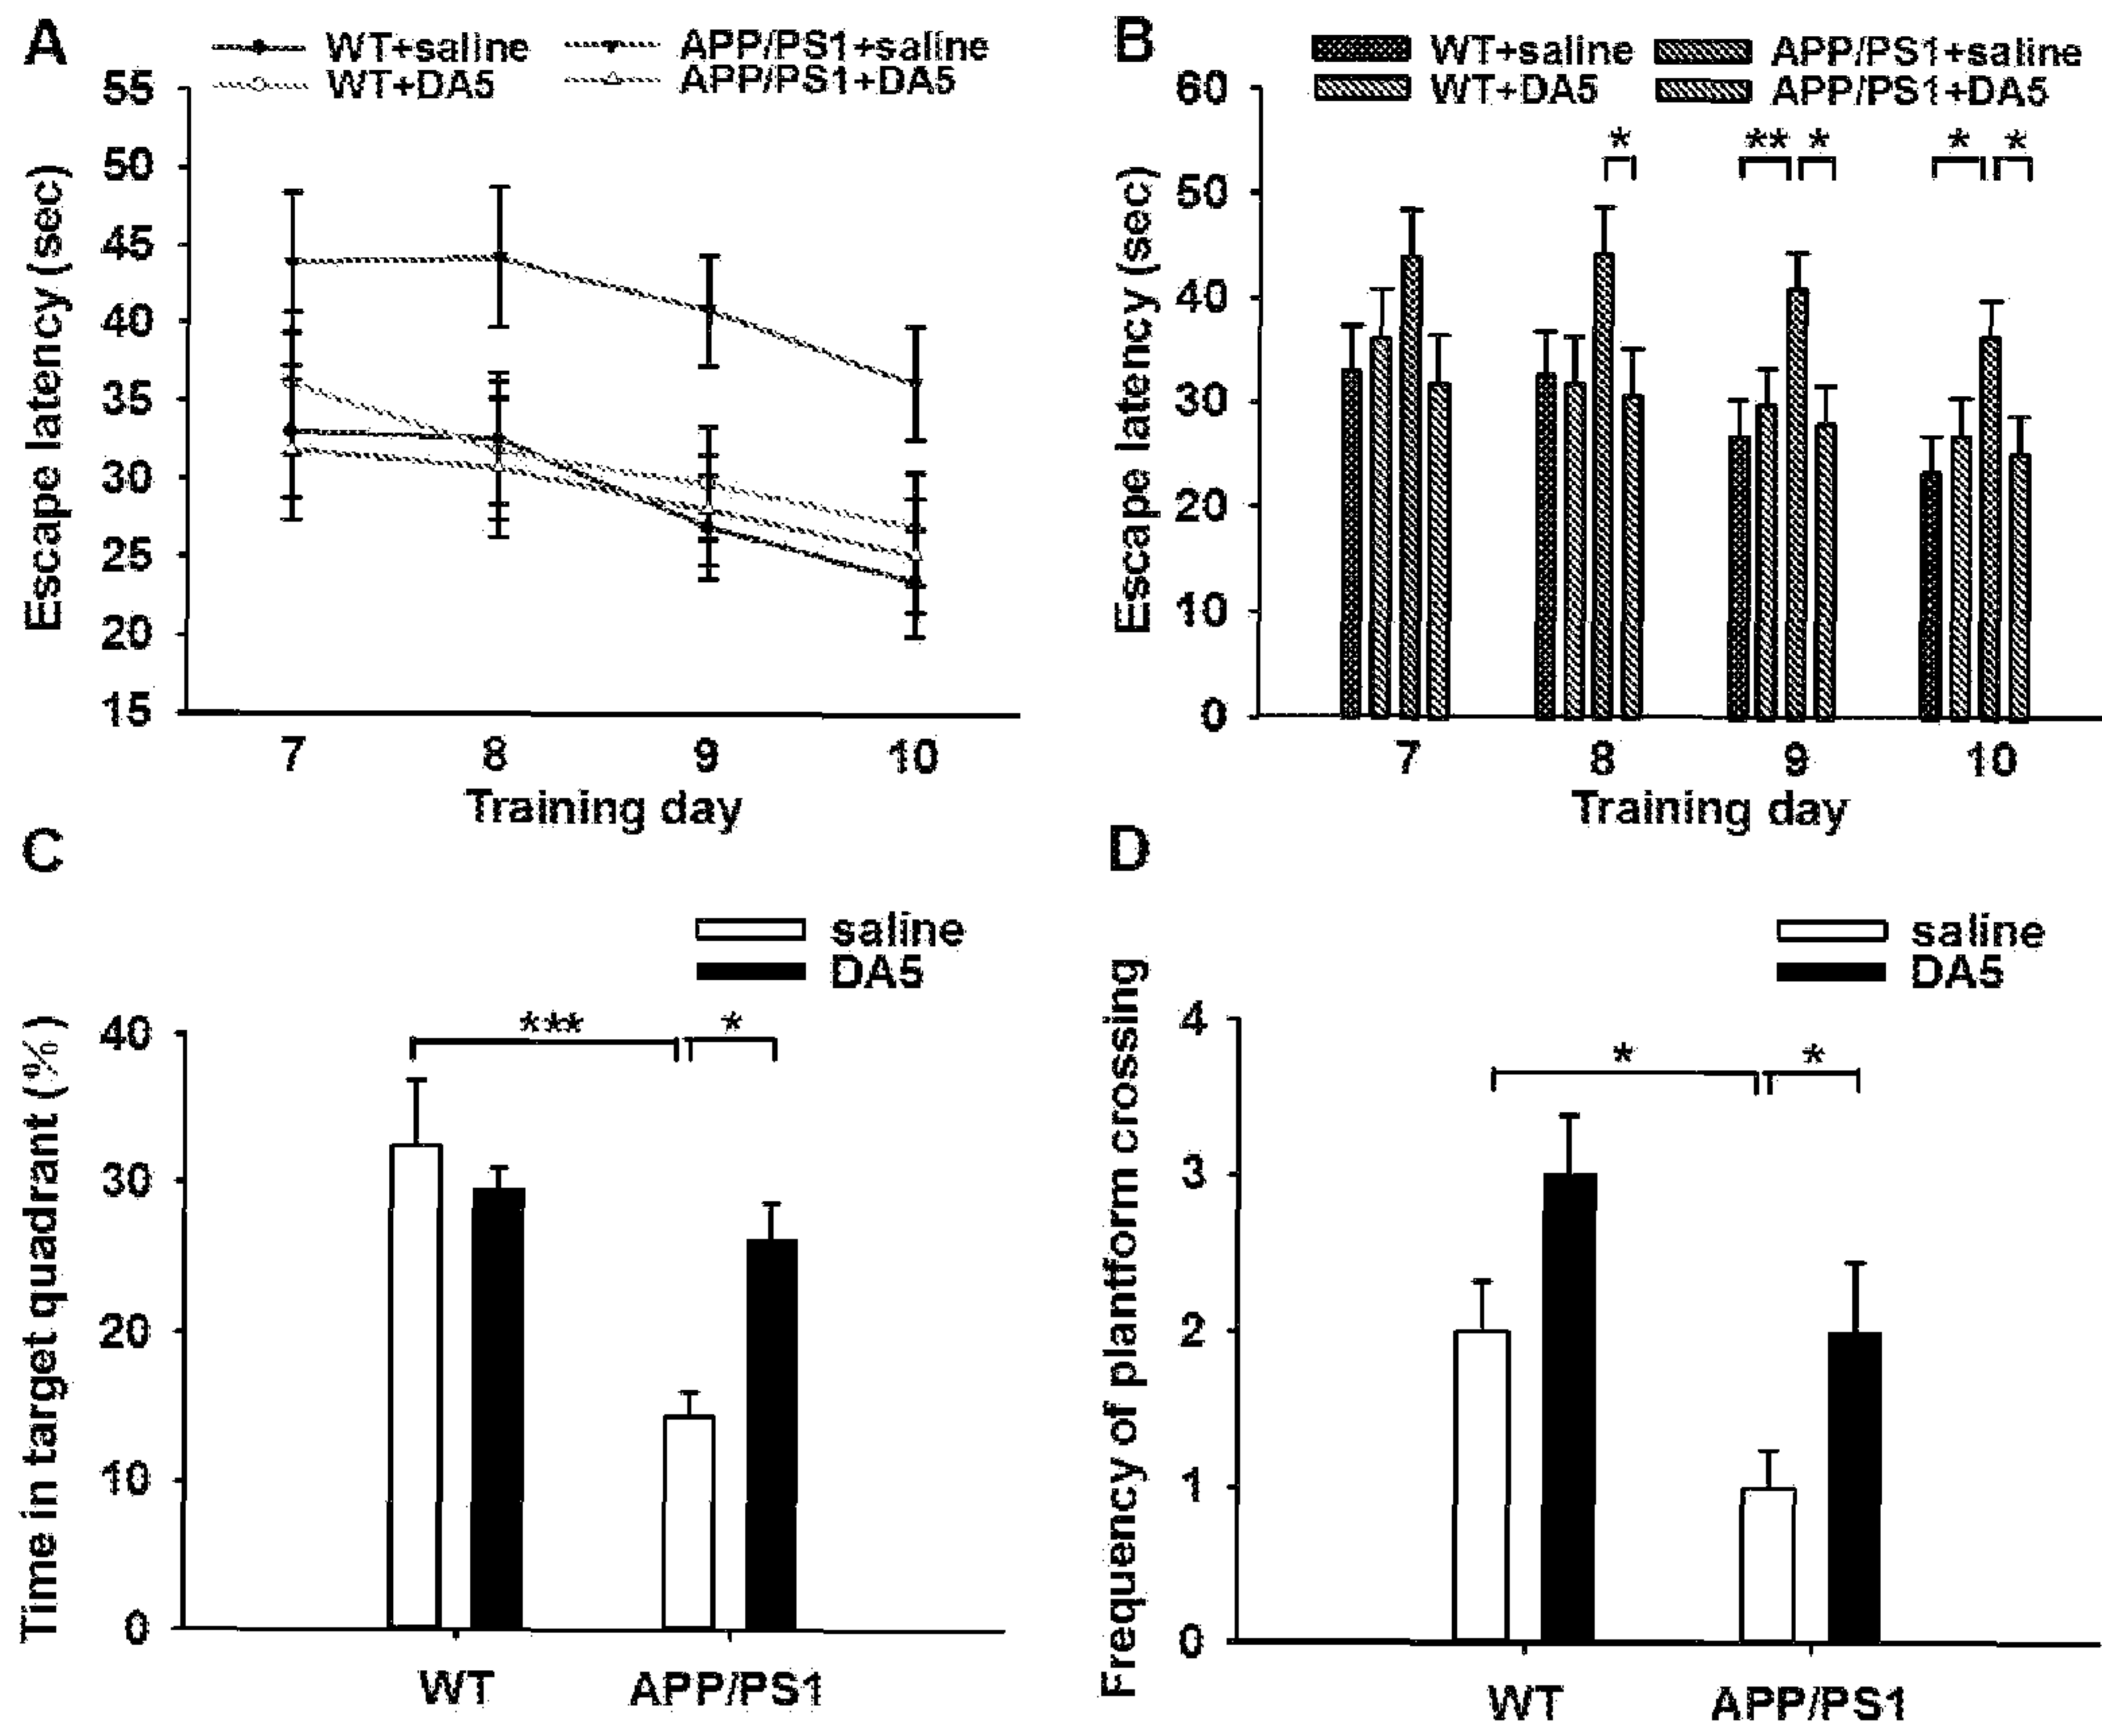 A
WT+saline APP/PS1+saline
WT+DA5 APP/PS1+DA5
55
50
45
40
35
30
25
20
15
Escape latency (sec)
7 8 9 10
Training day
B
WT+saline APP/PS1+saline
WT+DA5 APP/PS1+DA5
60
50
40
30
20
10
0
Escape latency (sec)
* ** * * *
7 8 9 10
Training day
C
saline
DA5
*** *
40
30
20
10
0
Time in target quadrant (%)
WT APP/PS1
D
saline
DA5
* *
4
3
2
1
0
Frequency of plantform crossing
WT APP/PS1